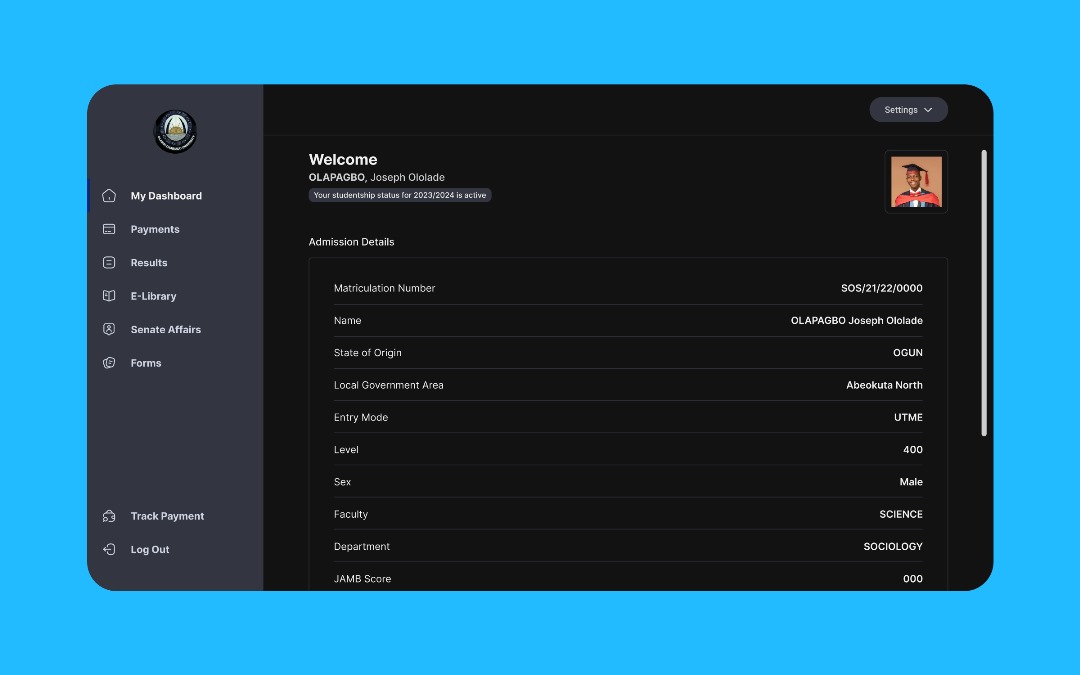 Settings
My Dashboard
Payments
Results
E-Library
Senate Affairs
Forms
Track Payment
Log Out
Welcome
OLAPAGBO, Joseph Ololade
Your studentship status for 2023/2024 is active
Admission Details
Matriculation Number SOS/21/22/0000
Name OLAPAGBO Joseph Ololade
State of Origin OGUN
Local Government Area Abeokuta North
Entry Mode UTME
Level 400
Sex Male
Faculty SCIENCE
Department SOCIOLOGY
JAMB Score 000